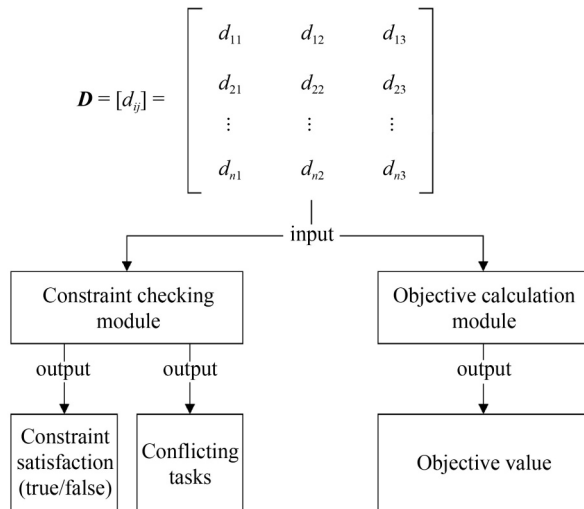 d11 d12 d13
D = [dij] =
d21 d22 d23
⋮ ⋮ ⋮
dn1 dn2 dn3
input
Constraint checking
module
Objective calculation
module
output
output
output
Constraint
satisfaction
(true/false)
Conflicting
tasks
Objective value